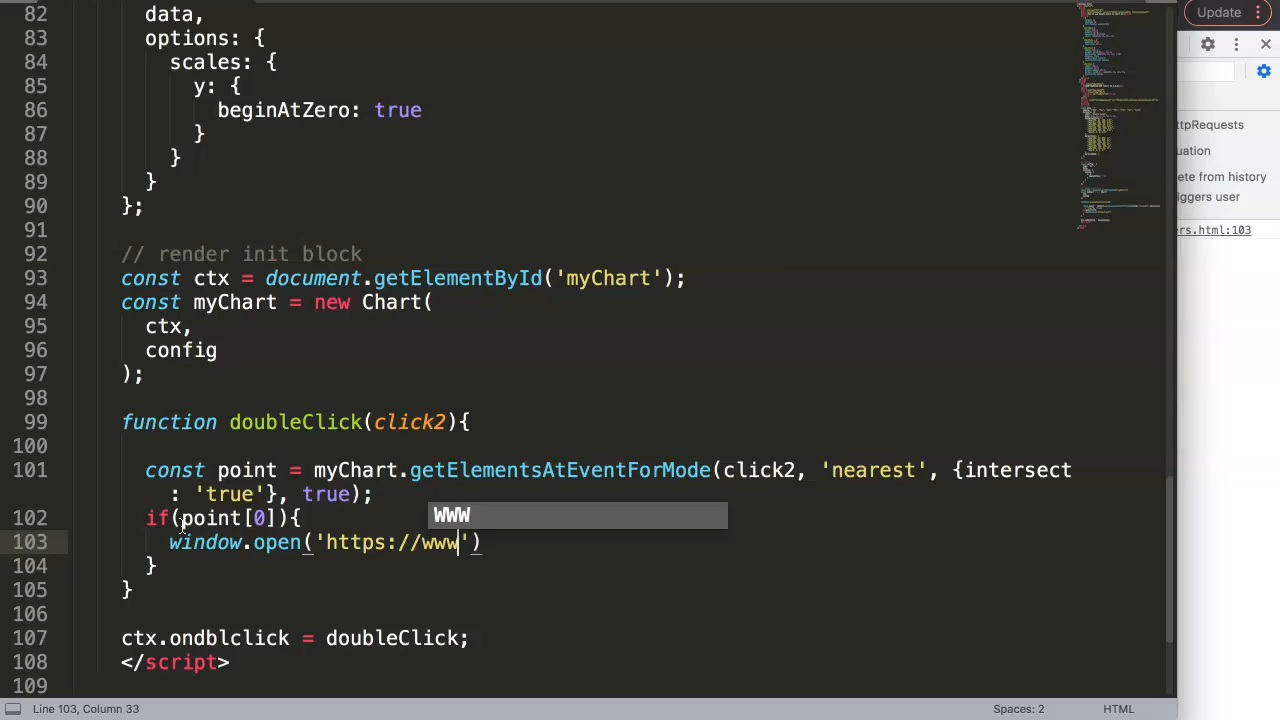 82 data,
Update
83 options: {
84 scales: {
85 y: {
86 beginAtZero: true
87 }
ttpRequests
88 }
uation
89 }
ete from history
90 };
iggers user
91
ers.html:103
92 // render init block
93 const ctx = document.getElementById('myChart');
94 const myChart = new Chart(
95 ctx,
96 config
97 );
98
99 function doubleClick(click2){
100
101 const point = myChart.getElementsAtEventForMode(click2, 'nearest', {intersect
: 'true'}, true);
WWW
102 if(point[0]){
103 window.open('https://www')
104 }
105 }
106
107 ctx.ondblclick = doubleClick;
108 </script>
109
Line 103, Column 33
Spaces: 2
HTML